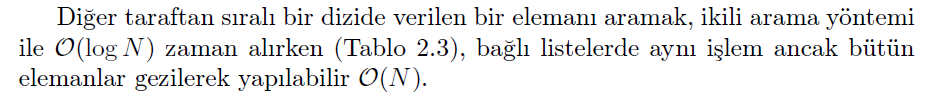 Diğer taraftan sıralı bir dizide verilen bir elemanı aramak, ikili arama yöntemi
ile O(log N) zaman alırken (Tablo 2.3), bağlı listelerde aynı işlem ancak bütün
elemanlar gezilerek yapılabilir O(N).